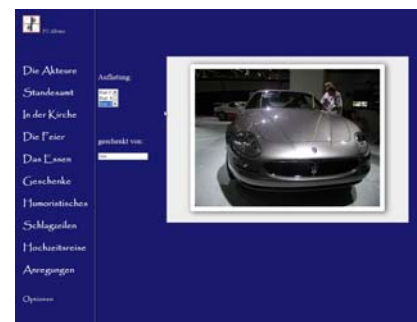 Die Akteure
Standesamt
In der Kirche
Die Feier
Das Essen
Geschenke
Humoristisches
Schlagzeilen
Hochzeitsreise
Anregungen
Optionen
Auflistung:
geschenkt von: